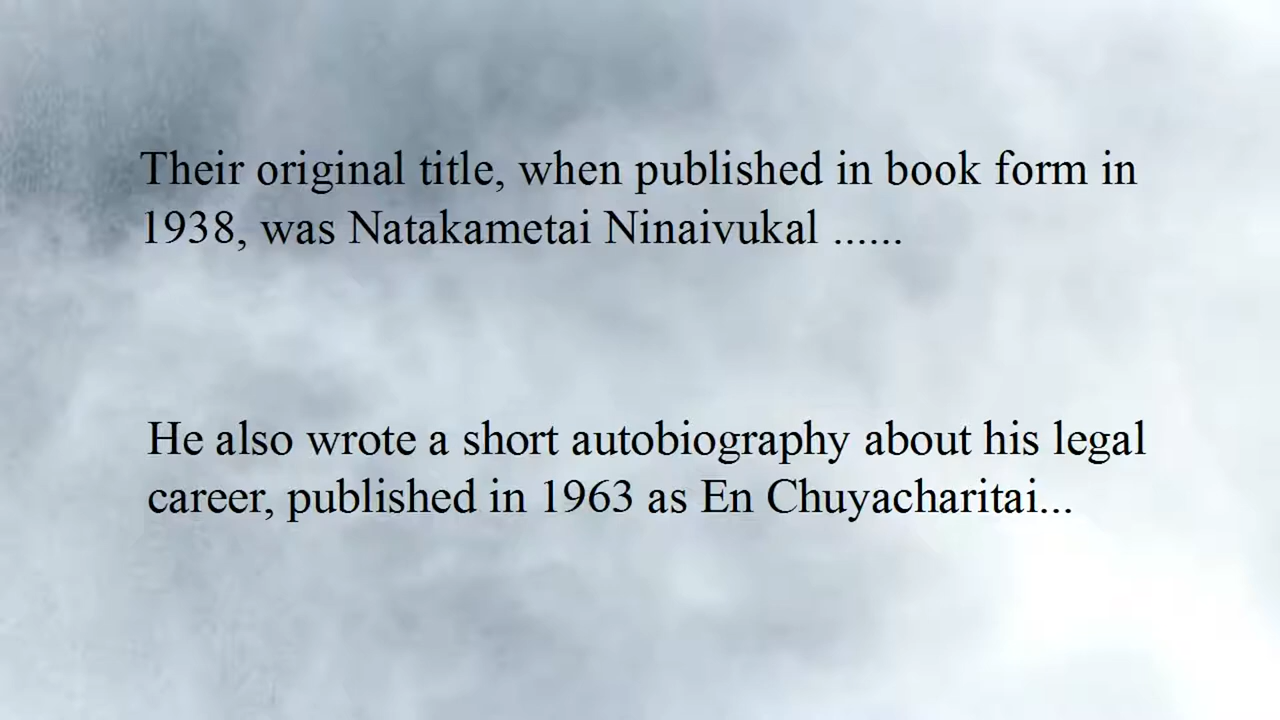 Their original title, when published in book form in
1938, was Natakametai Ninaivukal ......
He also wrote a short autobiography about his legal
career, published in 1963 as En Chuyacharitai...